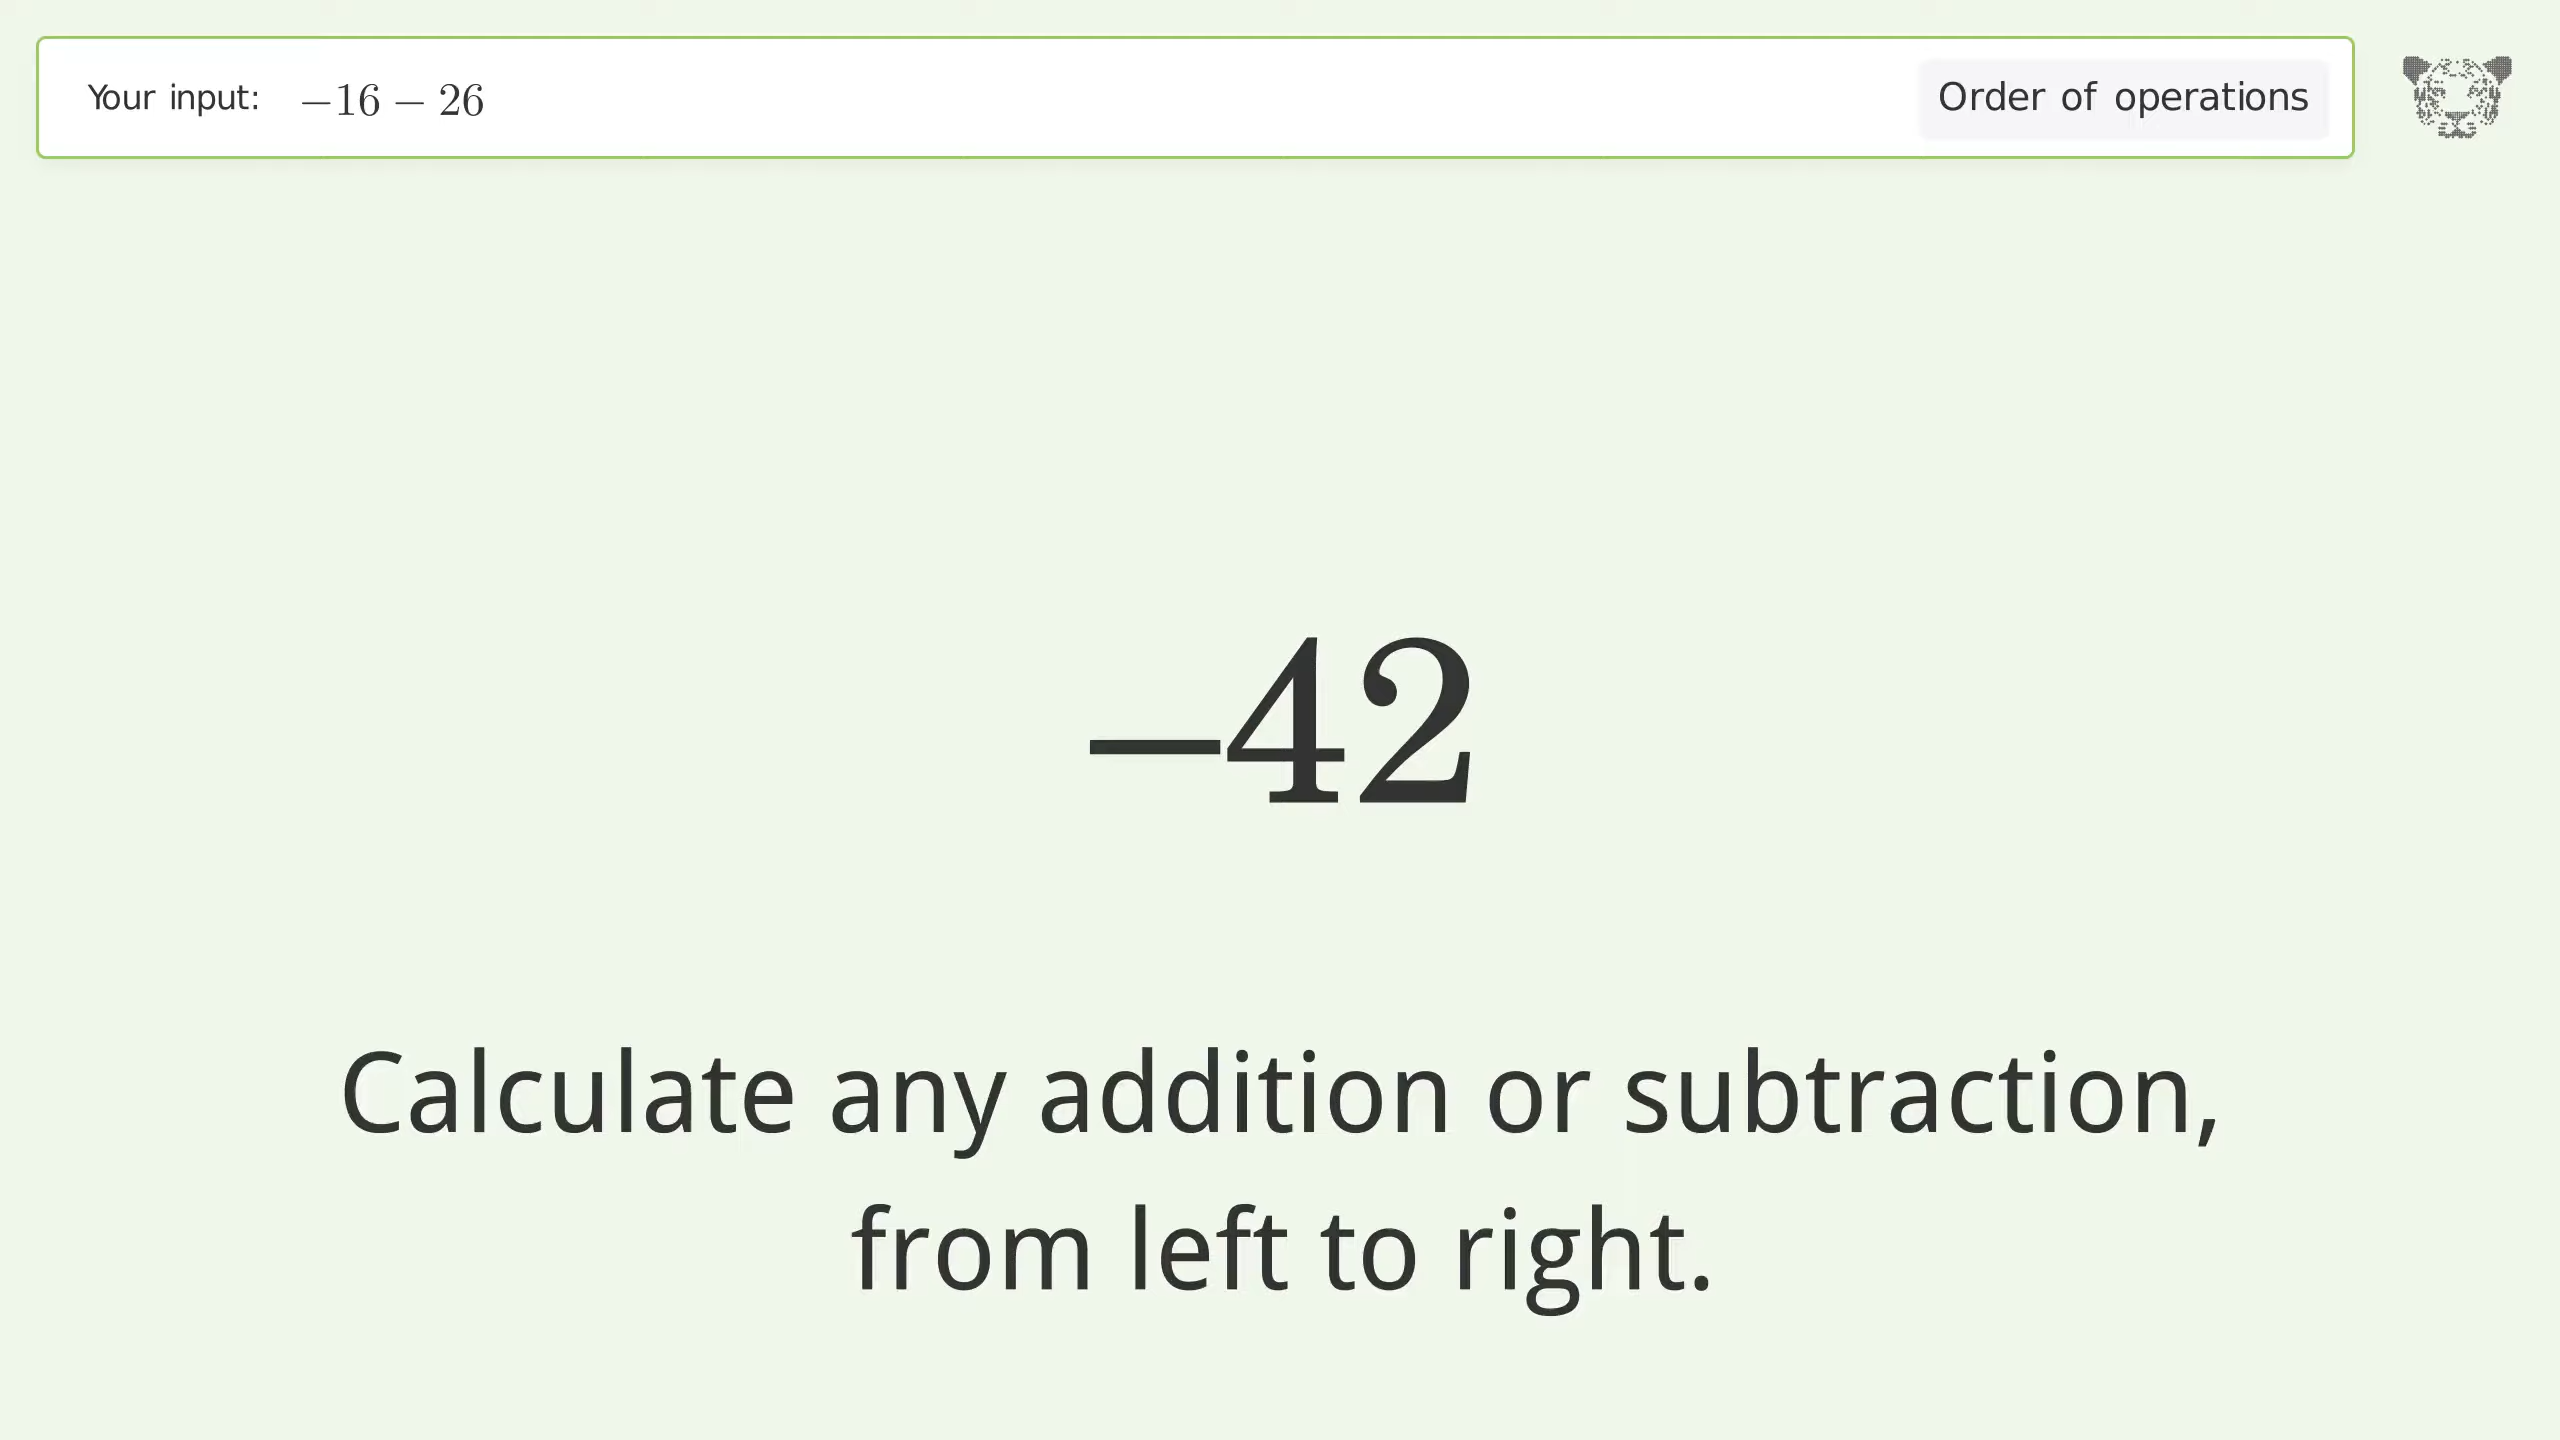 Your input: −16 − 26
Order of operations
−42
Calculate any addition or subtraction,
from left to right.